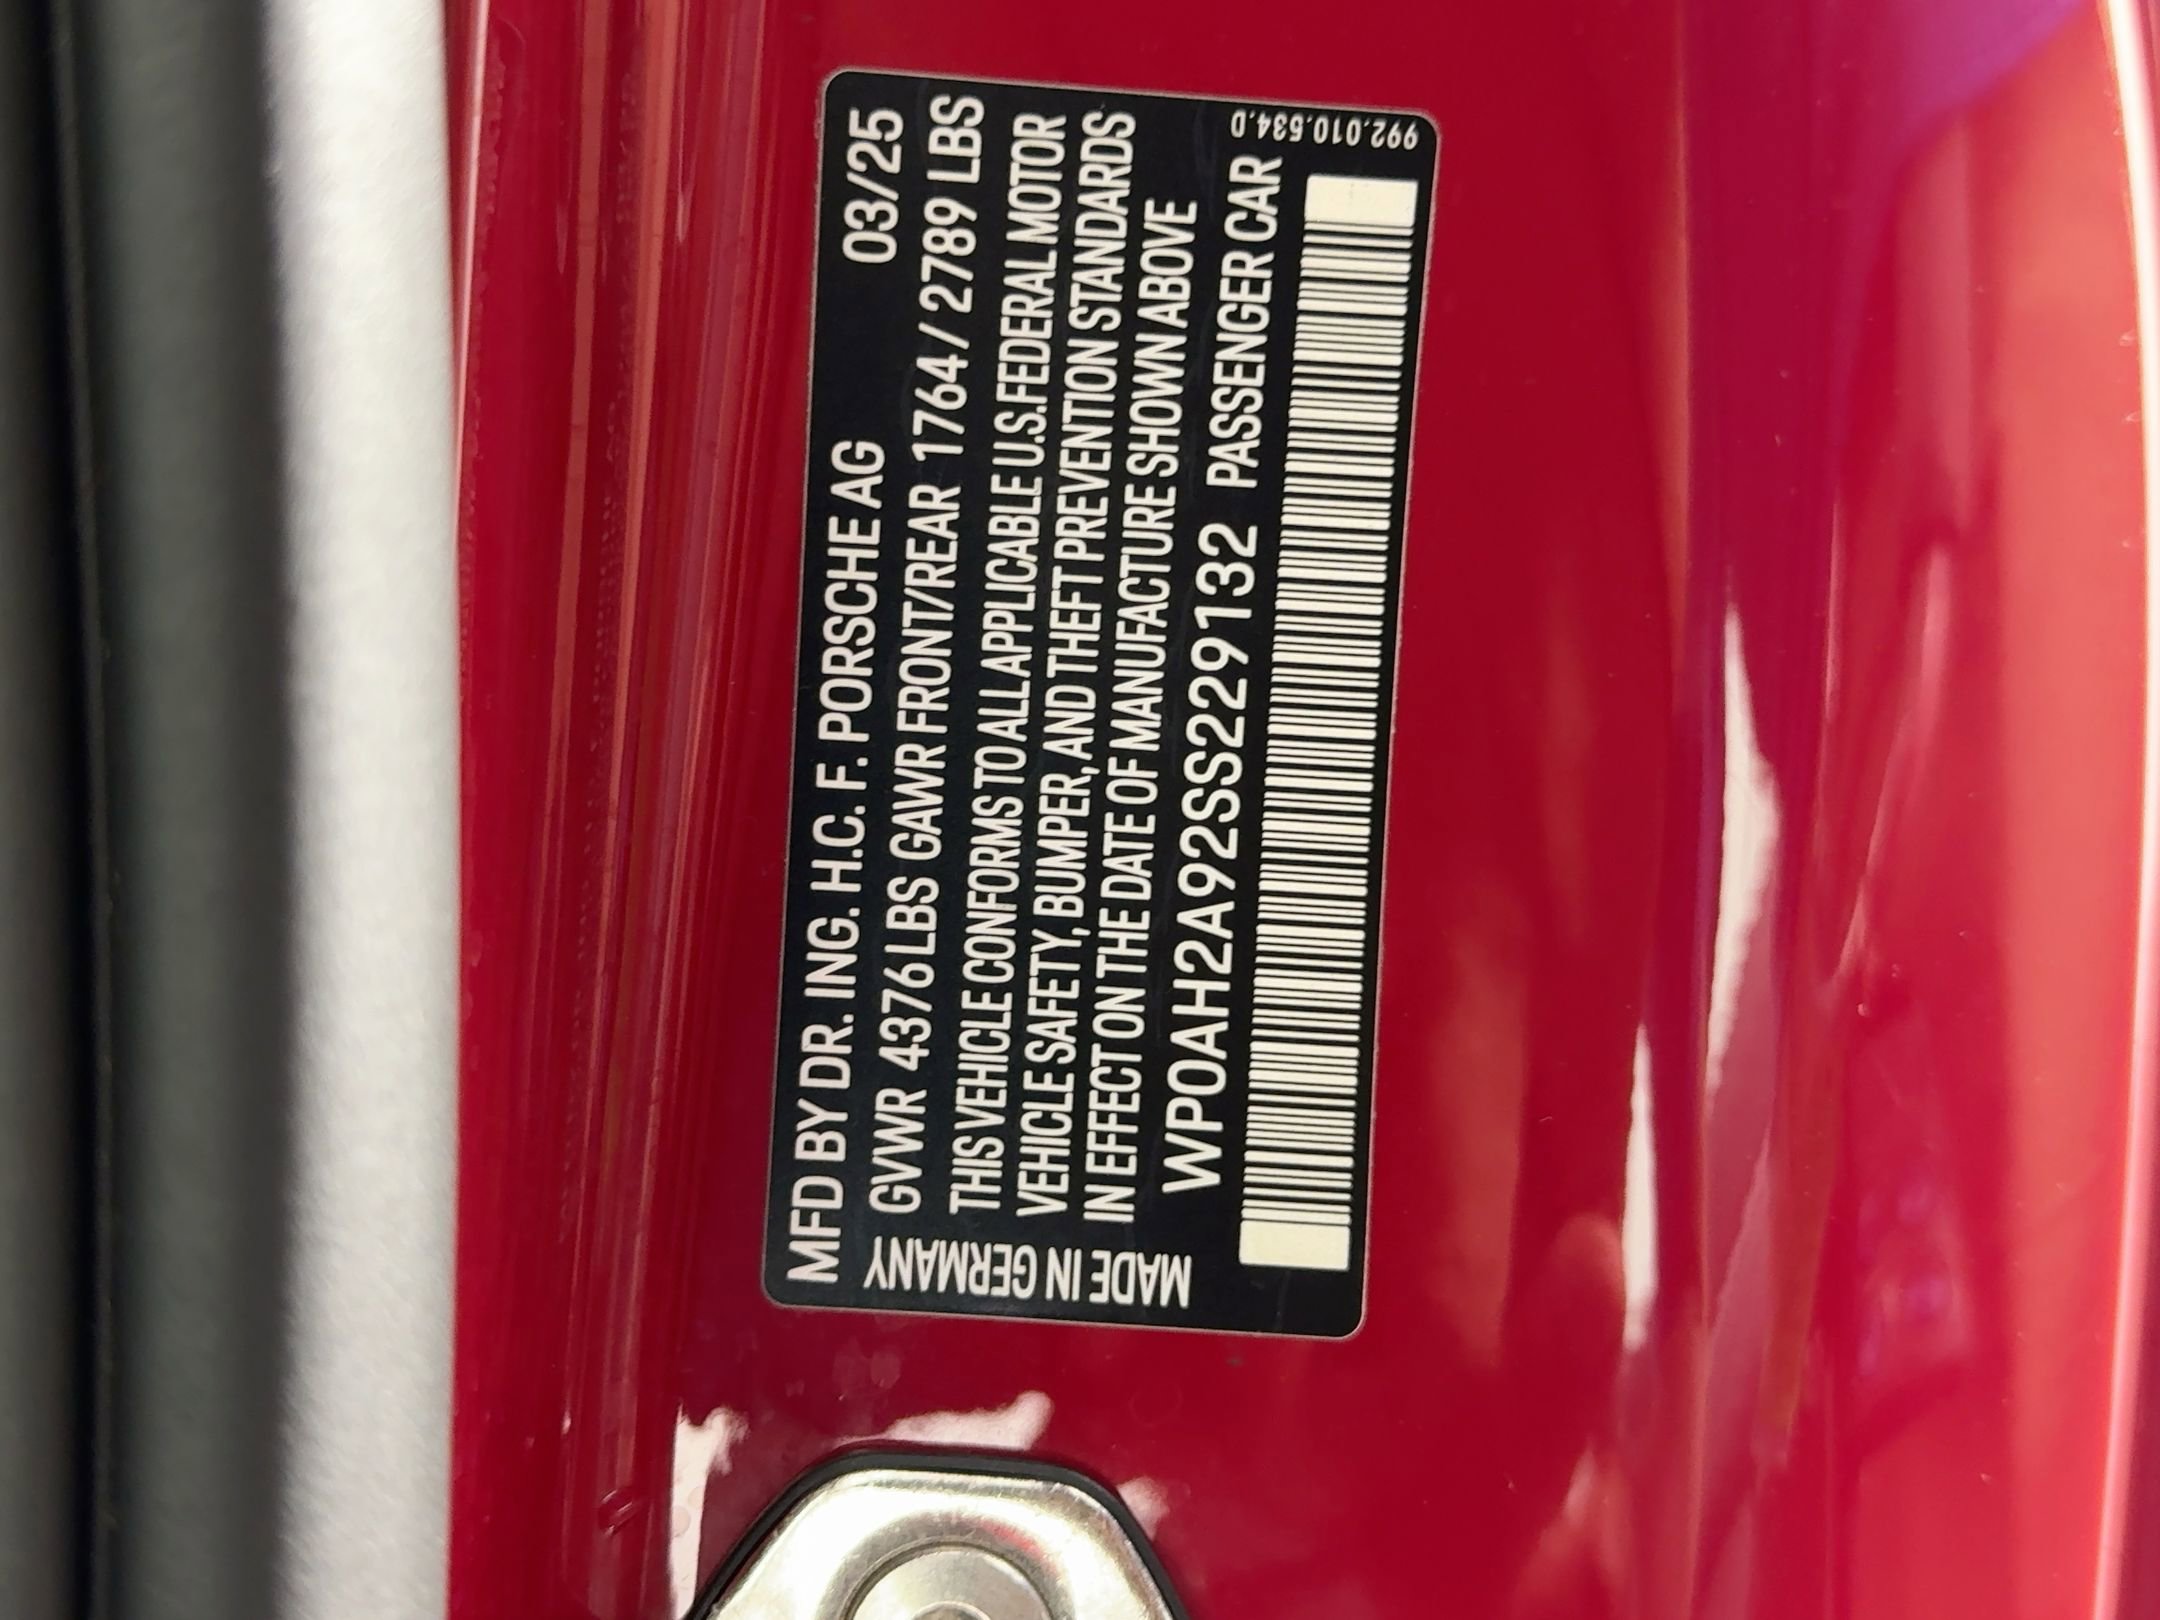 MFD BY DR. ING. H.C. F. PORSCHE AG 03/25
GVWR 4376 LBS GAWR FRONT/REAR 1764 / 2789 LBS
THIS VEHICLE CONFORMS TO ALL APPLICABLE U.S. FEDERAL MOTOR
VEHICLE SAFETY, BUMPER, AND THEFT PREVENTION STANDARDS
IN EFFECT ON THE DATE OF MANUFACTURE SHOWN ABOVE
WP0AH2A92SS229132 PASSENGER CAR
MADE IN GERMANY
992.010.534.D